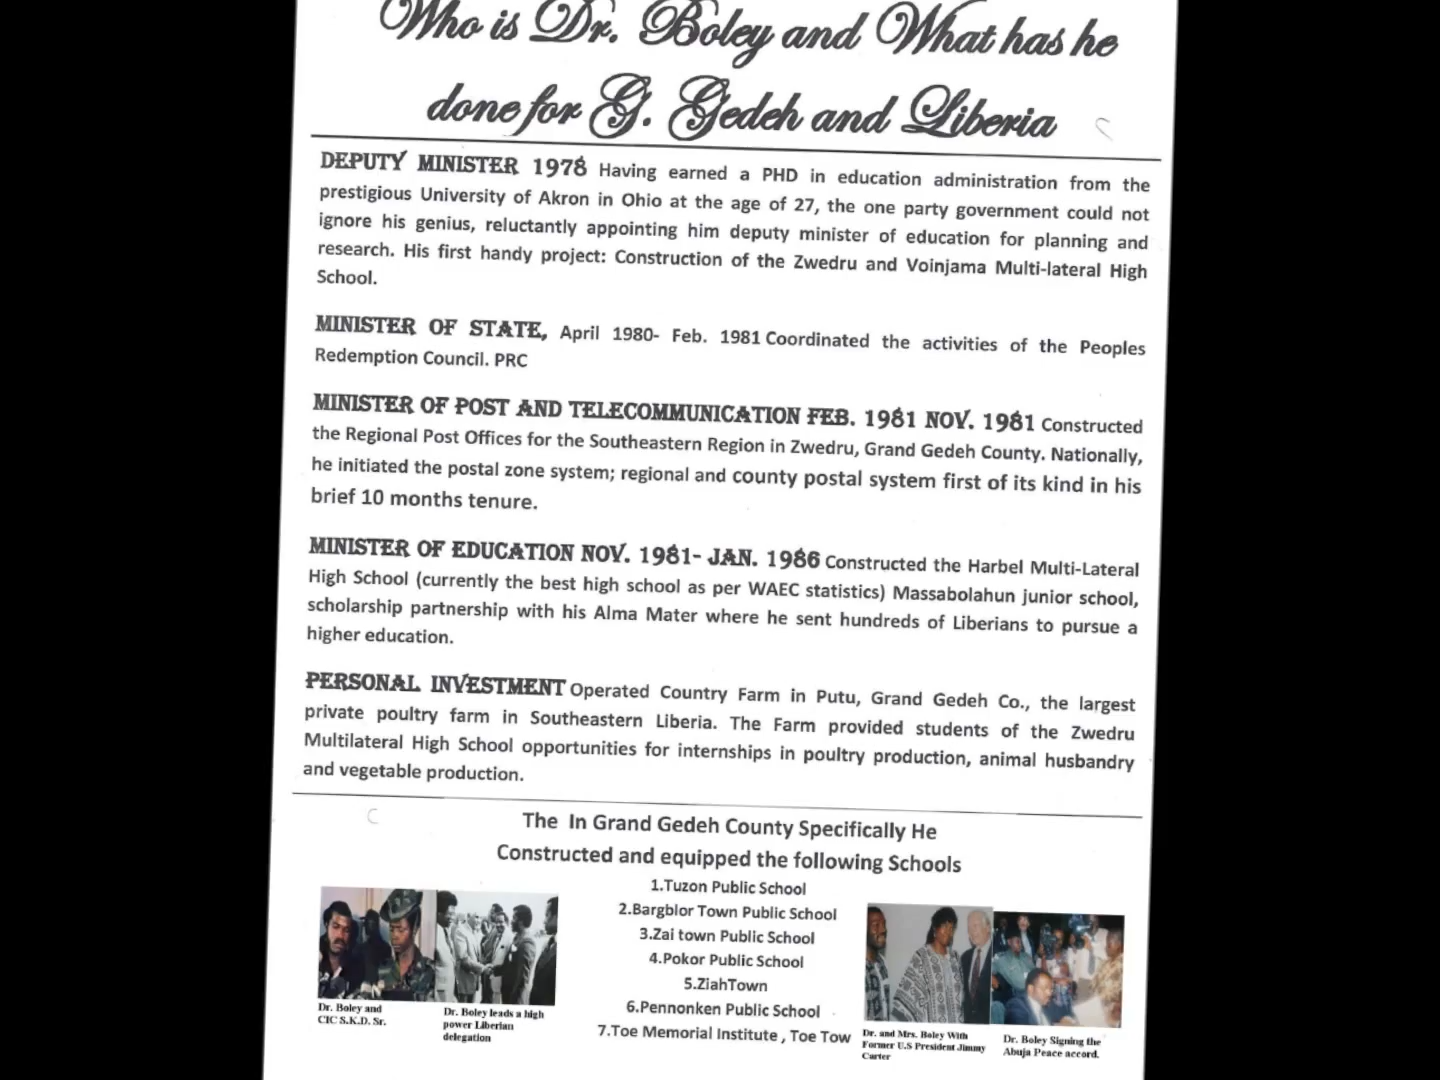 Who is Dr. Boley and What has he
done for G. Gedeh and Liberia
DEPUTY MINISTER 1978 Having earned a PHD in education administration from the
prestigious University of Akron in Ohio at the age of 27, the one party government could not
ignore his genius, reluctantly appointing him deputy minister of education for planning and
research. His first handy project: Construction of the Zwedru and Voinjama Multi-lateral High
School.
MINISTER OF STATE, April 1980- Feb. 1981 Coordinated the activities of the Peoples
Redemption Council. PRC
MINISTER OF POST AND TELECOMMUNICATION FEB. 1981 NOV. 1981 Constructed
the Regional Post Offices for the Southeastern Region in Zwedru, Grand Gedeh County. Nationally,
he initiated the postal zone system; regional and county postal system first of its kind in his
brief 10 months tenure.
MINISTER OF EDUCATION NOV. 1981- JAN. 1986 Constructed the Harbel Multi-Lateral
High School (currently the best high school as per WAEC statistics) Massabolahun junior school,
scholarship partnership with his Alma Mater where he sent hundreds of Liberians to pursue a
higher education.
PERSONAL INVESTMENT Operated Country Farm in Putu, Grand Gedeh Co., the largest
private poultry farm in Southeastern Liberia. The Farm provided students of the Zwedru
Multilateral High School opportunities for internships in poultry production, animal husbandry
and vegetable production.
The In Grand Gedeh County Specifically He
Constructed and equipped the following Schools
1.Tuzon Public School
2.Bargblor Town Public School
3.Zai town Public School
4.Pokor Public School
5.ZiahTown
6.Pennonken Public School
7.Toe Memorial Institute , Toe Tow
Dr. Boley and
CIC S.K.D. Sr.
Dr. Boley leads a high
power Liberian
delegation
Dr. and Mrs. Boley With
Former U.S President Jimmy
Carter
Dr. Boley Signing the
Abuja Peace accord.